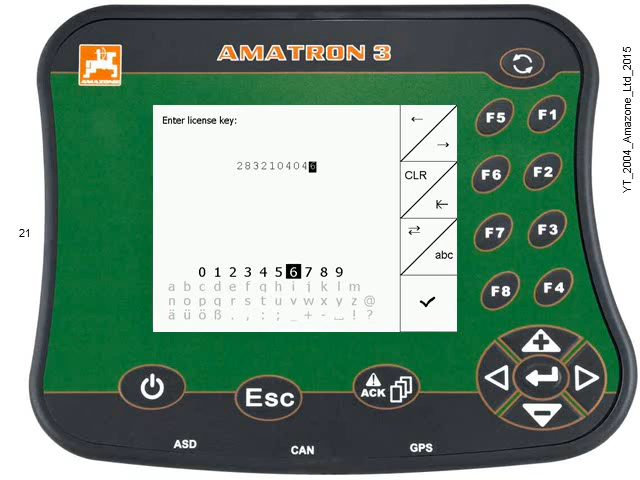 AMATRON 3
AMAZONE
Enter license key:
2832104046
0 1 2 3 4 5 6 7 8 9
a b c d e f g h i j k l m
n o p q r s t u v w x y z @
ä ü ö ß . , : ; _ + - ⎵ ! ?
←
→
CLR
⇄
abc
F5
F1
F6
F2
F7
F3
F8
F4
Esc
ACK
ASD
CAN
GPS
21
YT_2004_Amazone_Ltd_2015